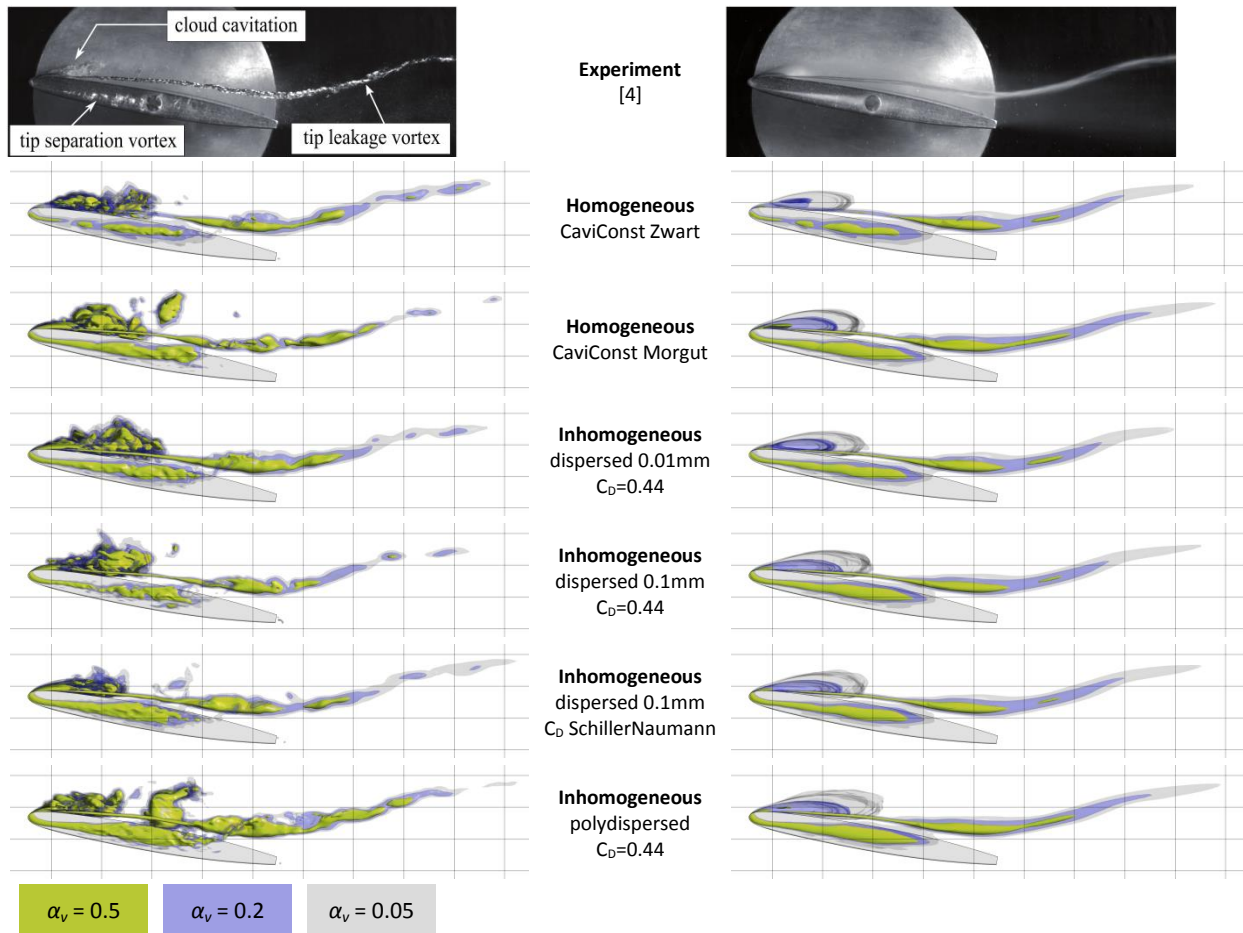 cloud cavitation
tip separation vortex
tip leakage vortex
Experiment
[4]
Homogeneous
CaviConst Zwart
Homogeneous
CaviConst Morgut
Inhomogeneous
dispersed 0.01mm
C_D=0.44
Inhomogeneous
dispersed 0.1mm
C_D=0.44
Inhomogeneous
dispersed 0.1mm
C_D SchillerNaumann
Inhomogeneous
polydispersed
C_D=0.44
α_v = 0.5
α_v = 0.2
α_v = 0.05